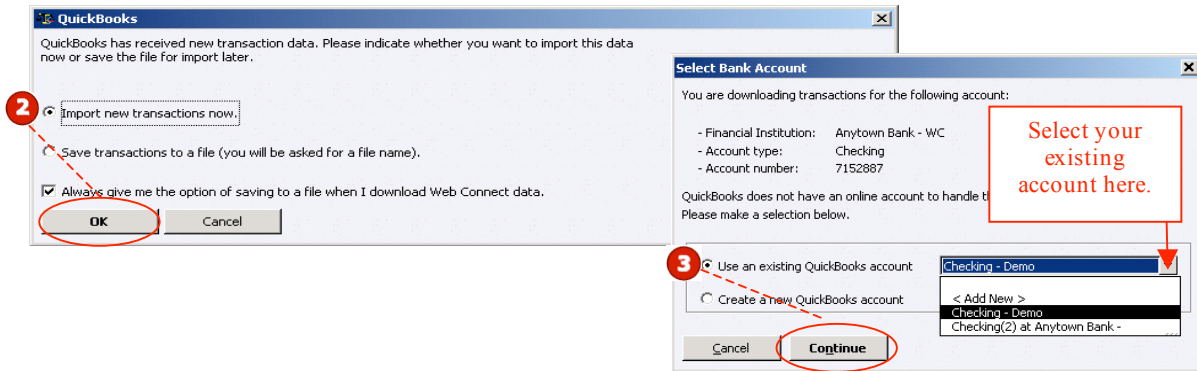 QuickBooks
QuickBooks has received new transaction data. Please indicate whether you want to import this data
now or save the file for import later.
2
Import new transactions now.
Save transactions to a file (you will be asked for a file name).
Always give me the option of saving to a file when I download Web Connect data.
OK Cancel
Select Bank Account
You are downloading transactions for the following account:
- Financial Institution: Anytown Bank - WC
- Account type: Checking
- Account number: 7152887
Select your
existing
account here.
QuickBooks does not have an online account to handle
Please make a selection below.
3
Use an existing QuickBooks account Checking - Demo
Create a new QuickBooks account
< Add New >
Checking - Demo
Checking(2) at Anytown Bank -
Cancel Continue